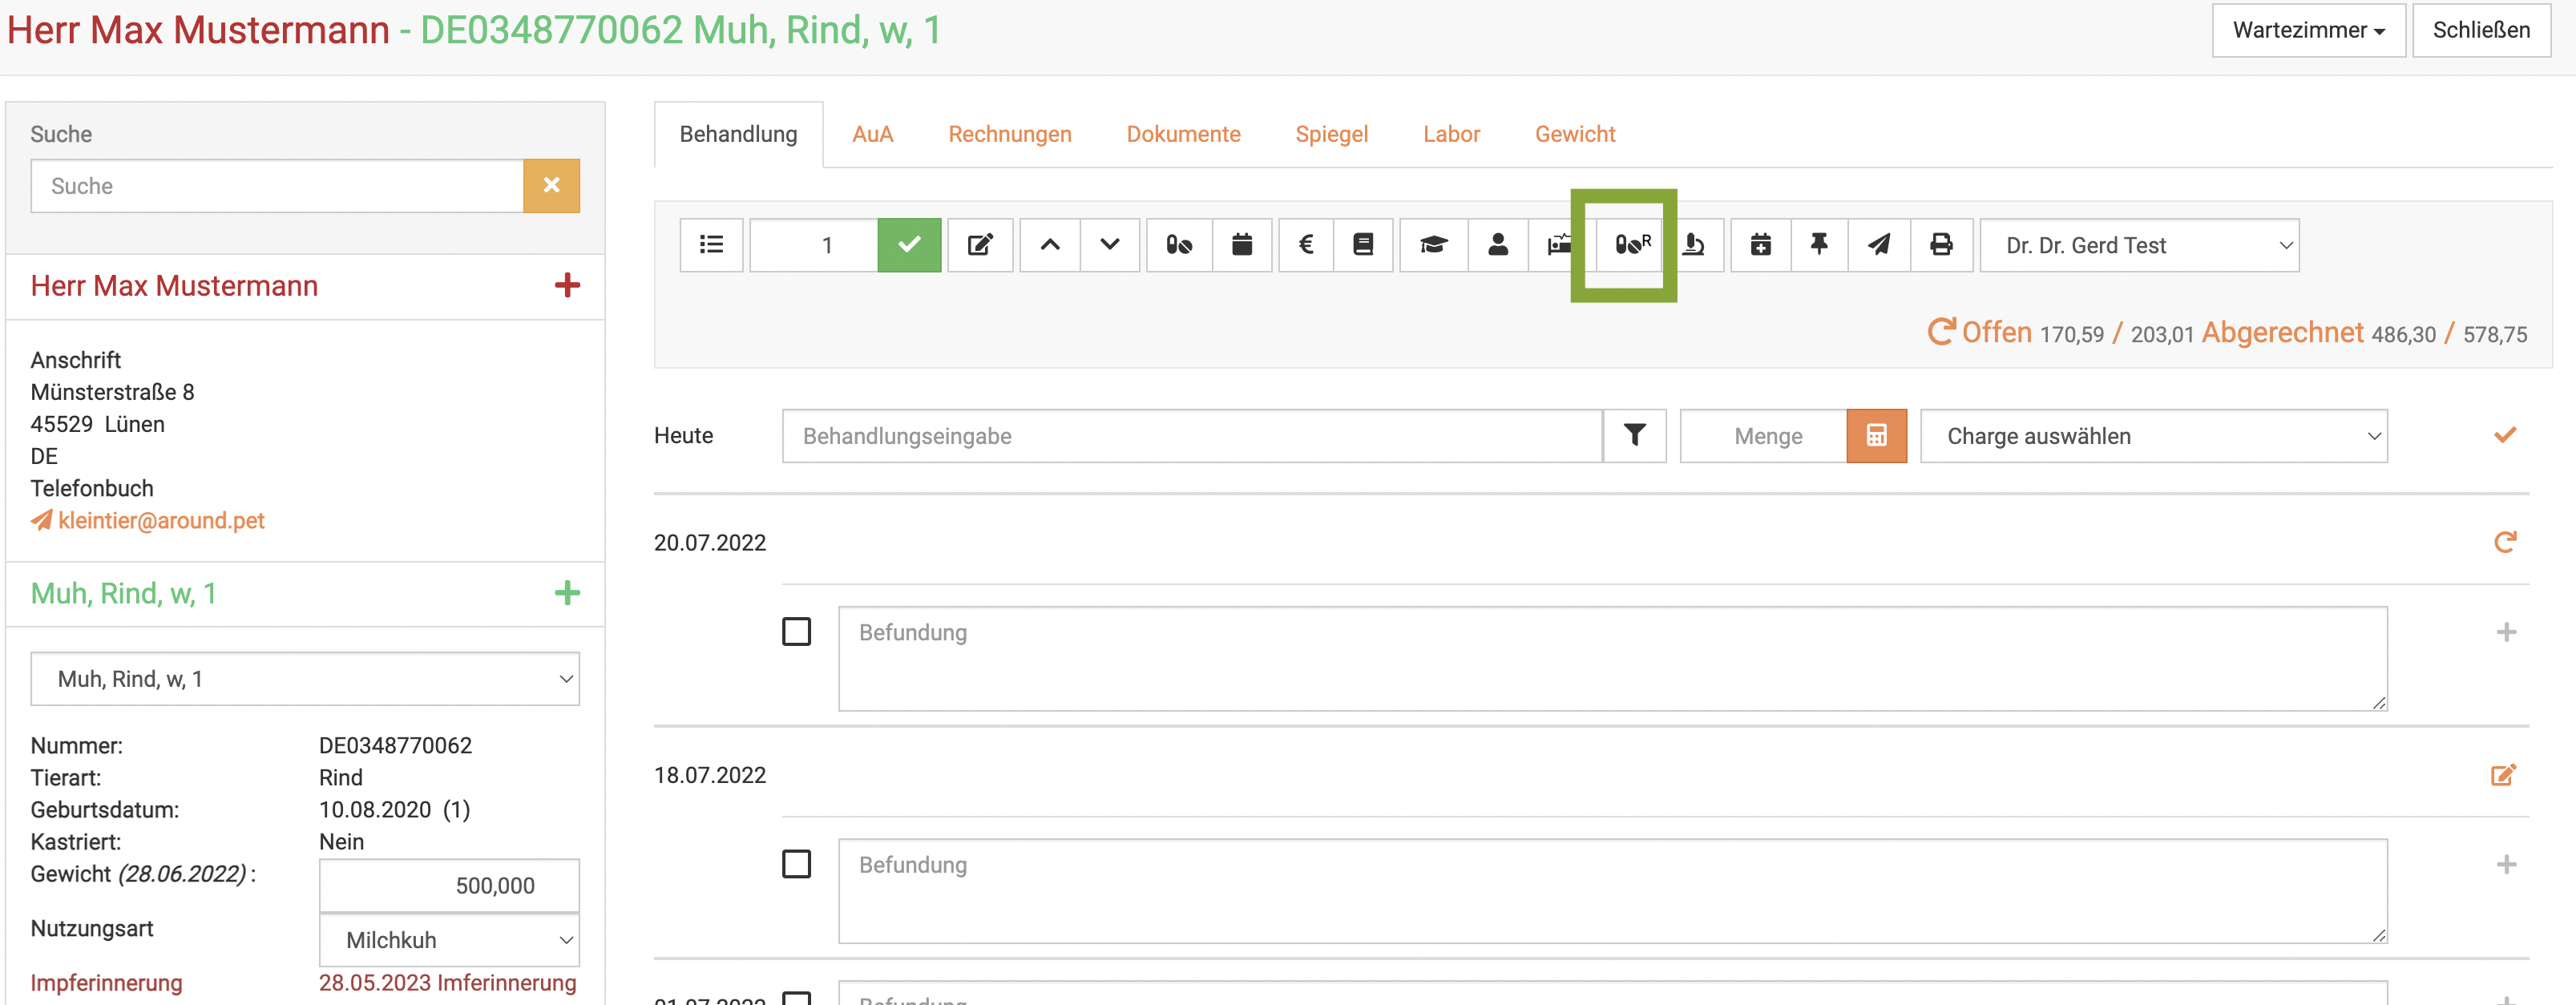 Herr Max Mustermann - DE0348770062 Muh, Rind, w, 1
Wartezimmer
Schließen
Suche
Suche
Herr Max Mustermann
Anschrift
Münsterstraße 8
45529 Lünen
DE
Telefonbuch
kleintier@around.pet
Muh, Rind, w, 1
Muh, Rind, w, 1
Nummer: DE0348770062
Tierart: Rind
Geburtsdatum: 10.08.2020 (1)
Kastriert: Nein
Gewicht (28.06.2022) : 500,000
Nutzungsart Milchkuh
Impferinnerung 28.05.2023 Imferinnerung
Behandlung AuA Rechnungen Dokumente Spiegel Labor Gewicht
1 € R Dr. Dr. Gerd Test
Offen 170,59 / 203,01 Abgerechnet 486,30 / 578,75
Heute Behandlungseingabe Menge Charge auswählen
20.07.2022
Befundung
18.07.2022
Befundung
01.07.2022 Befundung